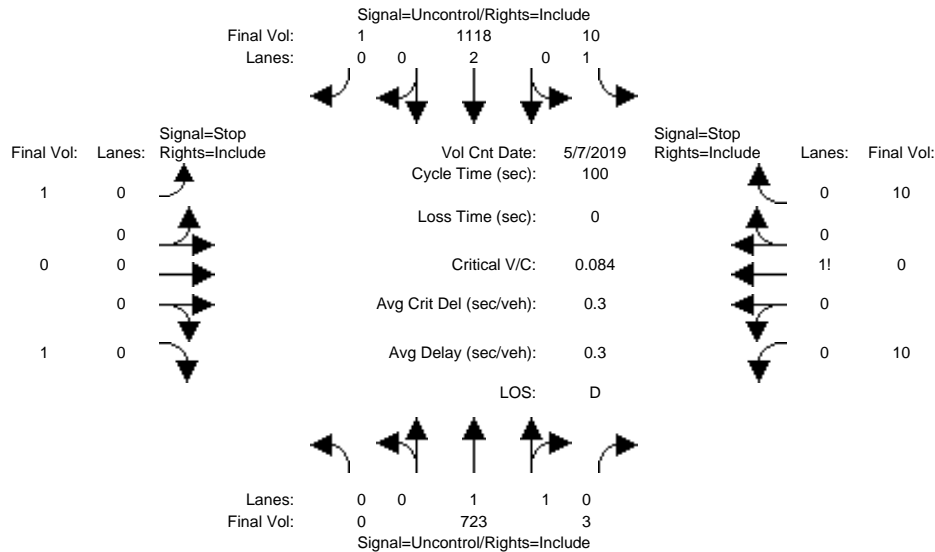 Signal=Uncontrol/Rights=Include
Final Vol: 1 1118 10
Lanes: 0 0 2 0 1
Signal=Stop Signal=Stop
Final Vol: Lanes: Rights=Include Vol Cnt Date: 5/7/2019 Rights=Include Lanes: Final Vol:
Cycle Time (sec): 100
1 0 0 10
Loss Time (sec): 0
0 0
0 0 Critical V/C: 0.084 1! 0
0 Avg Crit Del (sec/veh): 0.3 0
1 0 Avg Delay (sec/veh): 0.3 0 10
LOS: D
Lanes: 0 0 1 1 0
Final Vol: 0 723 3
Signal=Uncontrol/Rights=Include